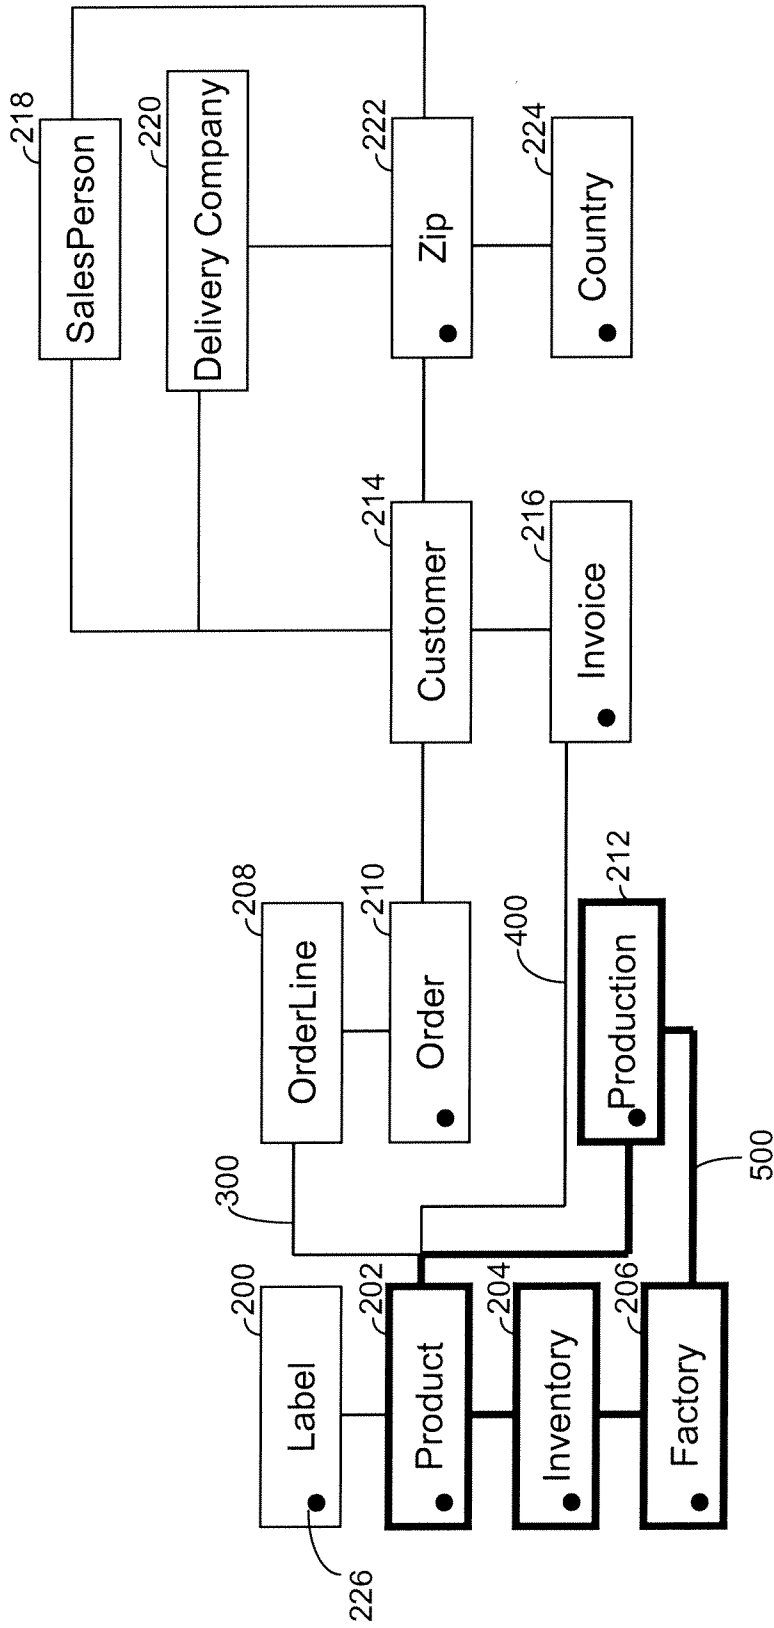 Label
200
226
Product
202
Inventory
204
Factory
206
300
OrderLine
208
Order
210
400
Production
212
500
Customer
214
Invoice
216
SalesPerson
218
Delivery Company
220
Zip
222
Country
224